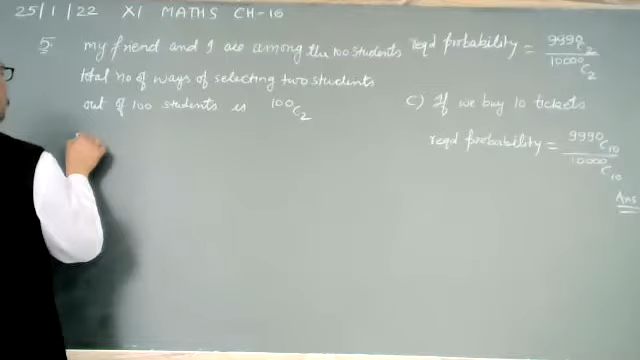 25/1/22 XI MATHS CH-16
5 my friend and I are among the 100 students
total no of ways of selecting two students
out of 100 students is 100C2
reqd probability = 9990C2 / 10000C2
C) If we buy 10 tickets
reqd probability = 9990C10 / 10000C10
Ans